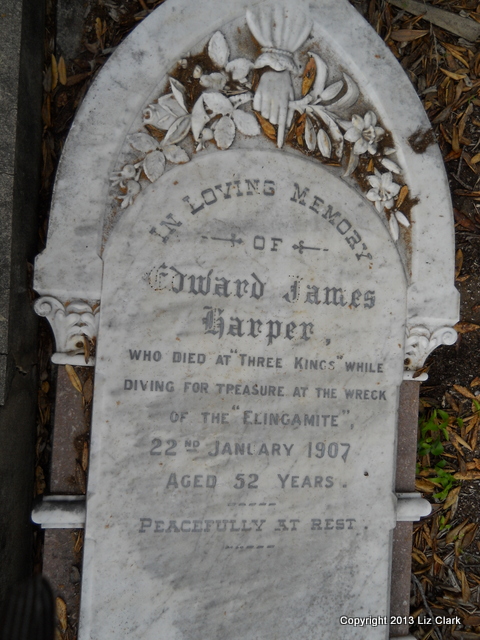 IN LOVING MEMORY
OF
Edward James
Harper,
WHO DIED AT "THREE KINGS" WHILE
DIVING FOR TREASURE AT THE WRECK
OF THE "ELINGAMITE",
22ND JANUARY 1907
AGED 52 YEARS.
PEACEFULLY AT REST.
Copyright 2013 Liz Clark